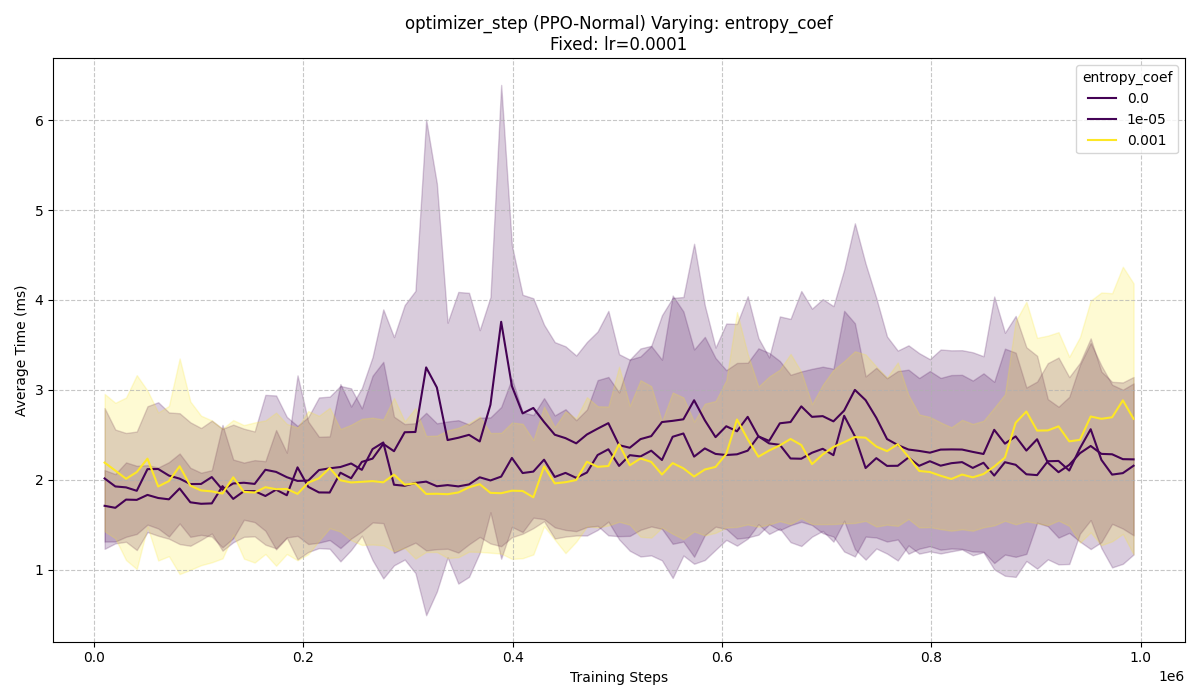 optimizer_step (PPO-Normal) Varying: entropy_coef
Fixed: lr=0.0001
entropy_coef
0.0
1e-05
0.001
Average Time (ms)
6
5
4
3
2
1
0.0
0.2
0.4
0.6
0.8
1.0
1e6
Training Steps